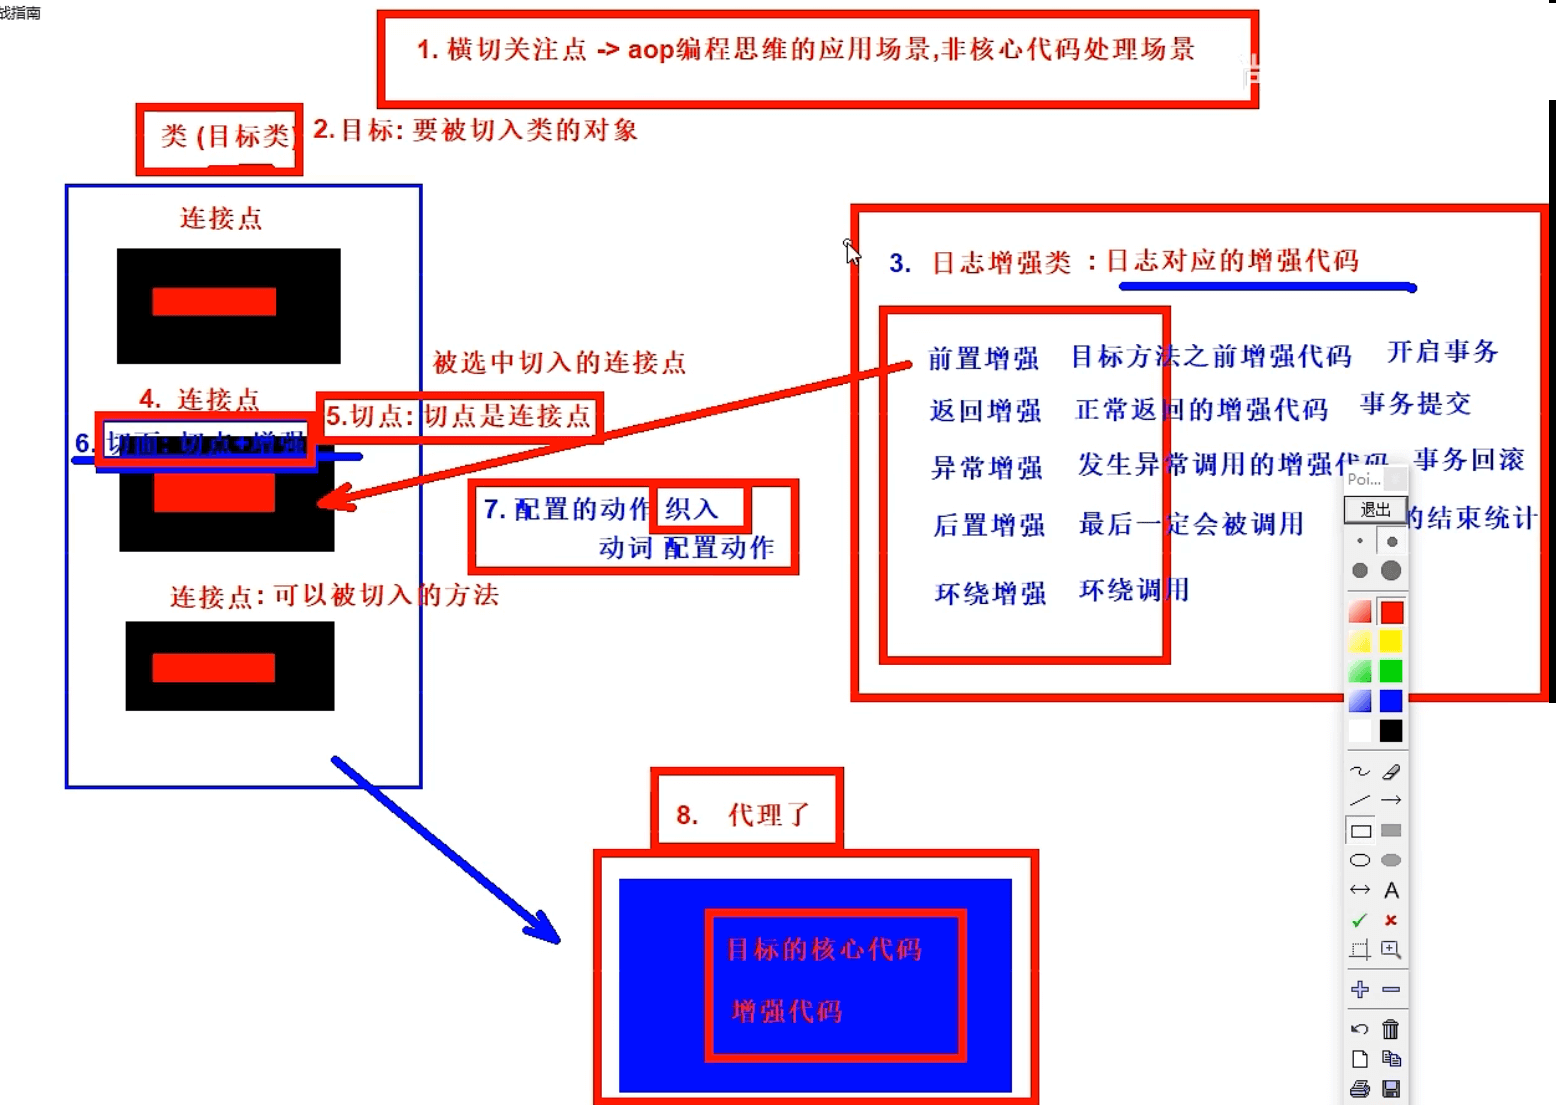 战指南
1. 横切关注点 -> aop编程思维的应用场景,非核心代码处理场景
类 (目标类)
2.目标: 要被切入类的对象
连接点
3. 日志增强类 : 日志对应的增强代码
前置增强 目标方法之前增强代码 开启事务
被选中切入的连接点
4. 连接点
5.切点: 切点是连接点
返回增强 正常返回的增强代码 事务提交
6. 切面: 切点+增强
异常增强 发生异常调用的增强代码 事务回滚
Poi...
退出
7. 配置的动作 织入
动词 配置动作
后置增强 最后一定会被调用 的结束统计
连接点: 可以被切入的方法
环绕增强 环绕调用
8. 代理了
A
目标的核心代码
增强代码